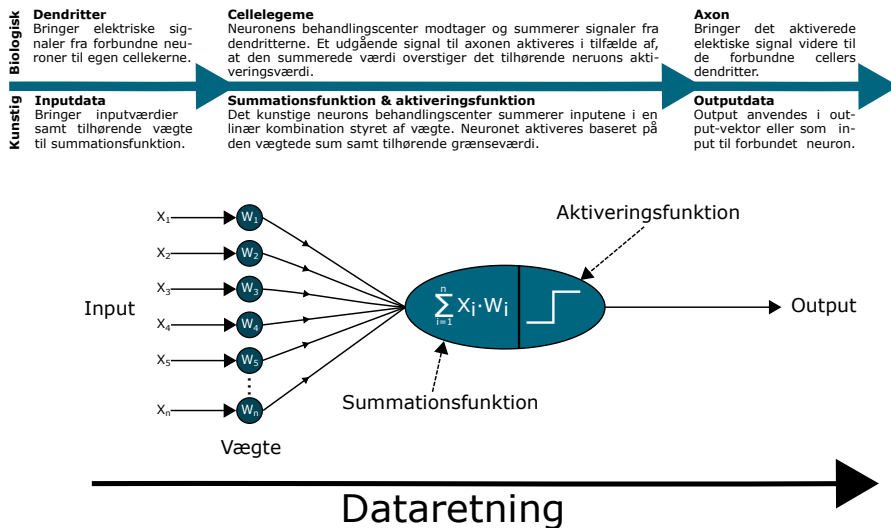 Biologisk
Dendritter
Bringer elektriske sig-
naler fra forbundne neu-
roner til egen cellekerne.
Cellelegeme
Neuronens behandlingscenter modtager og summerer signaler fra
dendritterne. Et udgående signal til axonen aktiveres i tilfælde af,
at den summerede værdi overstiger det tilhørende neruons akti-
veringsværdi.
Axon
Bringer det aktiverede
elektiske signal videre til
de forbundne cellers
dendritter.
Kunstig
Inputdata
Bringer inputværdier
samt tilhørende vægte
til summationsfunktion.
Summationsfunktion & aktiveringsfunktion
Det kunstige neurons behandlingscenter summerer inputene i en
linær kombination styret af vægte. Neuronet aktiveres baseret på
den vægtede sum samt tilhørende grænseværdi.
Outputdata
Output anvendes i out-
put-vektor eller som in-
put til forbundet neuron.
Aktiveringsfunktion
X₁ W₁
X₂ W₂
X₃ W₃
X₄ W₄
X₅ W₅
Xₙ Wₙ
Input
n
∑ Xᵢ·Wᵢ
i=1
Output
Summationsfunktion
Vægte
Dataretning